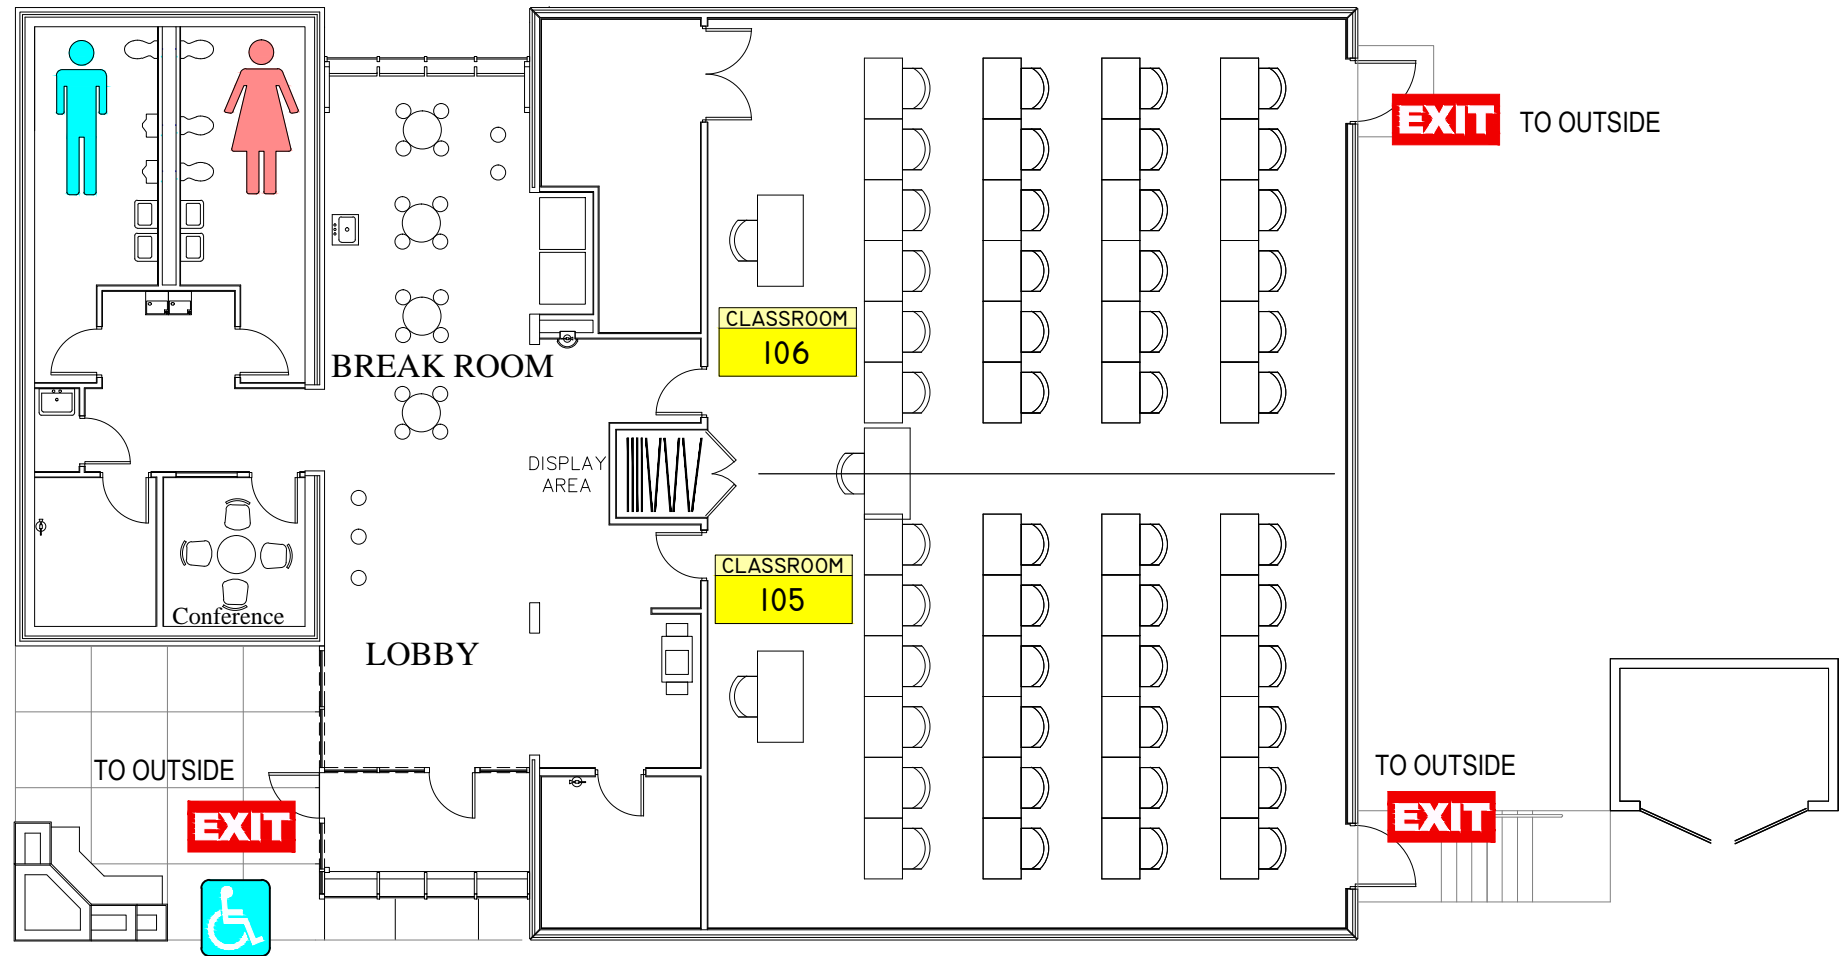 EXIT TO OUTSIDE
CLASSROOM
106
BREAK ROOM
DISPLAY
AREA
CLASSROOM
105
Conference
LOBBY
TO OUTSIDE
EXIT
TO OUTSIDE
EXIT